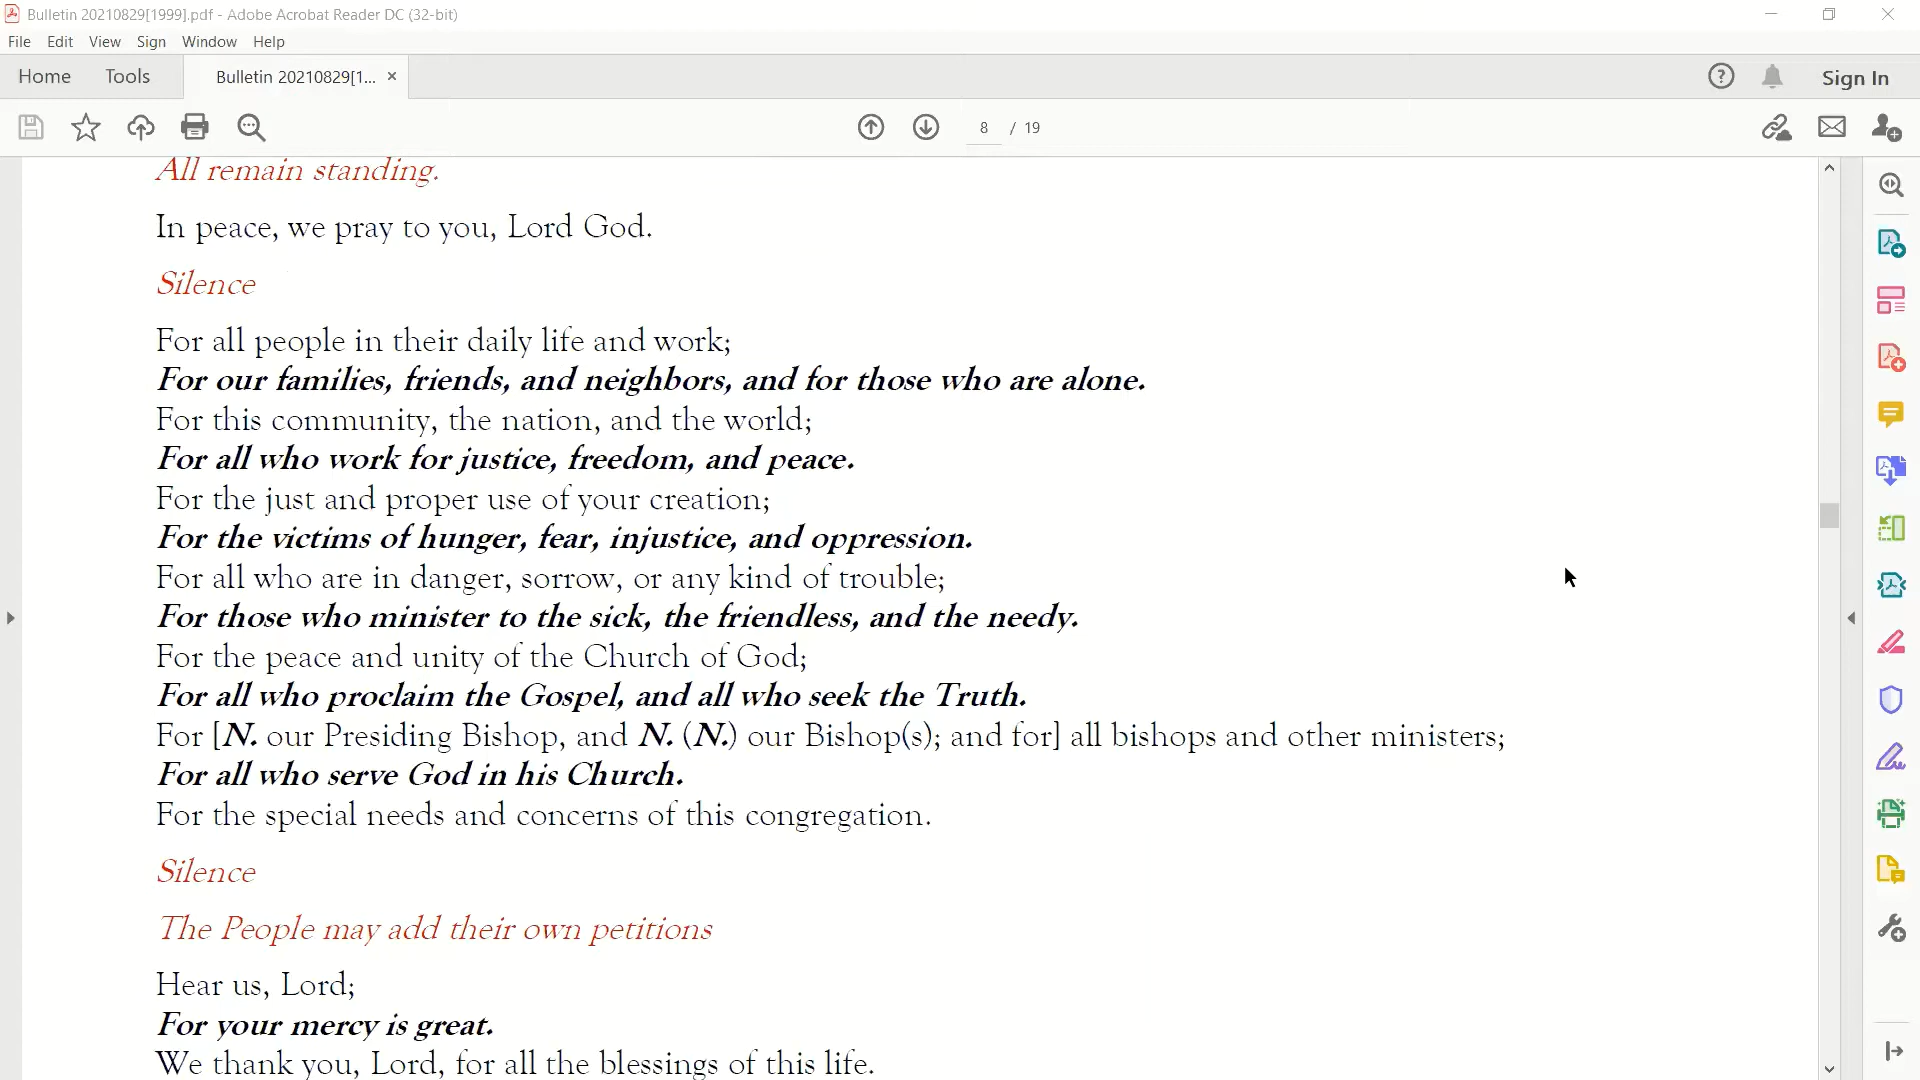 Bulletin 20210829[1999].pdf - Adobe Acrobat Reader DC (32-bit)
File Edit View Sign Window Help
Home Tools Bulletin 20210829[1... × Sign In
8 / 19
All remain standing.
In peace, we pray to you, Lord God.
Silence
For all people in their daily life and work;
For our families, friends, and neighbors, and for those who are alone.
For this community, the nation, and the world;
For all who work for justice, freedom, and peace.
For the just and proper use of your creation;
For the victims of hunger, fear, injustice, and oppression.
For all who are in danger, sorrow, or any kind of trouble;
For those who minister to the sick, the friendless, and the needy.
For the peace and unity of the Church of God;
For all who proclaim the Gospel, and all who seek the Truth.
For [N. our Presiding Bishop, and N. (N.) our Bishop(s); and for] all bishops and other ministers;
For all who serve God in his Church.
For the special needs and concerns of this congregation.
Silence
The People may add their own petitions
Hear us, Lord;
For your mercy is great.
We thank you, Lord, for all the blessings of this life.